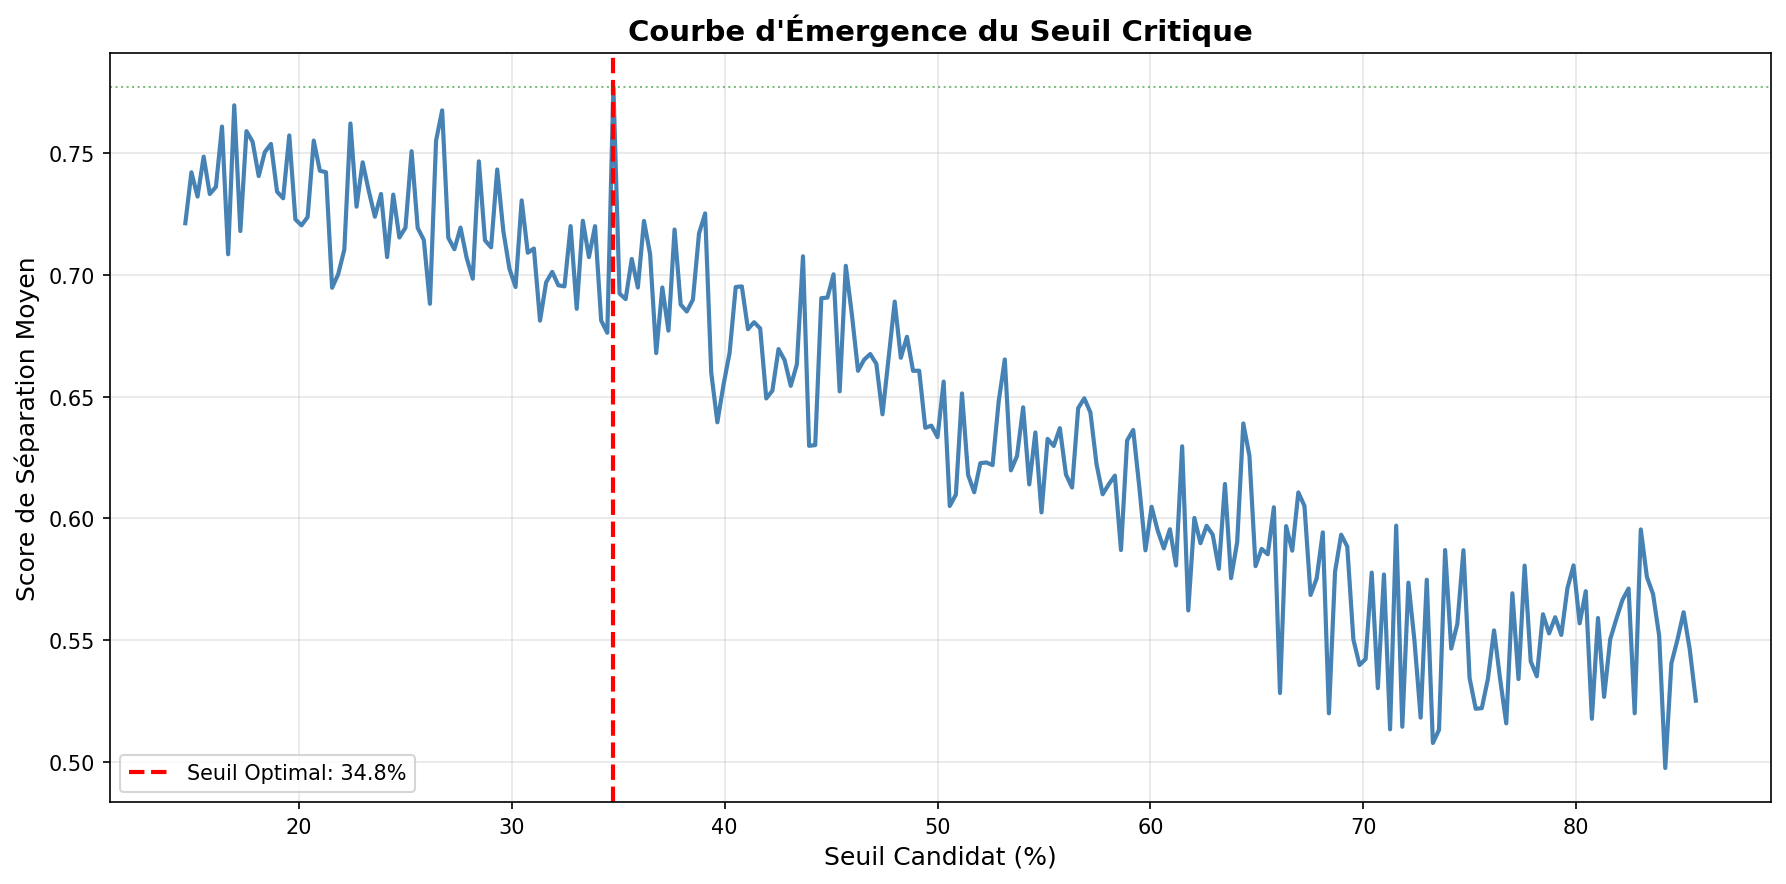 Courbe d'Émergence du Seuil Critique
Score de Séparation Moyen
0.75
0.70
0.65
0.60
0.55
0.50
Seuil Optimal: 34.8%
20 30 40 50 60 70 80
Seuil Candidat (%)